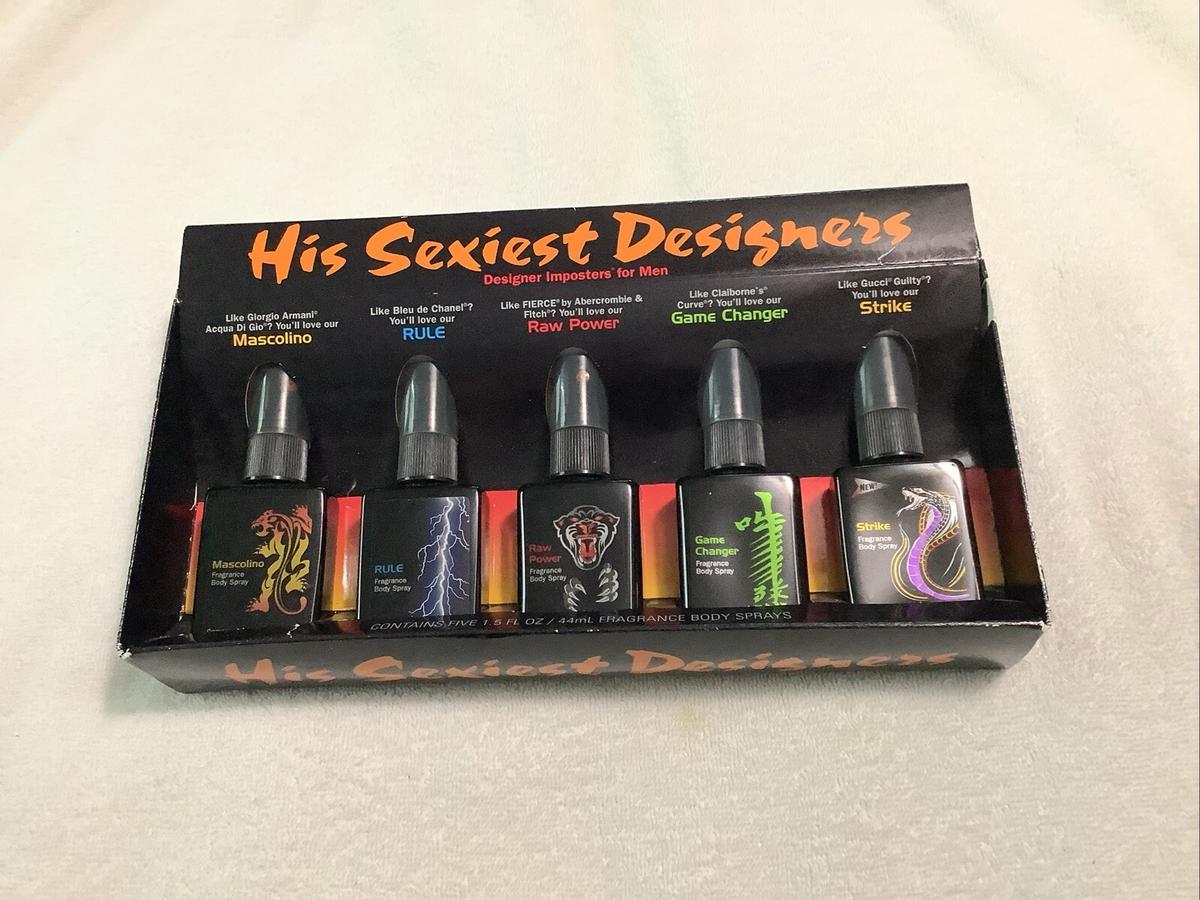 His Sexiest Designers
Designer Imposters® for Men
Like Giorgio Armani®
Acqua Di Gio®? You'll love our
Mascolino
Like Bleu de Chanel®?
You'll love our
RULE
Like FIERCE® by Abercrombie &
Fitch®? You'll love our
Raw Power
Like Claiborne's®
Curve®? You'll love our
Game Changer
Like Gucci® Guilty®?
You'll love our
Strike
Mascolino
Fragrance
Body Spray
RULE
Fragrance
Body Spray
Raw
Power
Fragrance
Body Spray
Game
Changer
Fragrance
Body Spray
NEW!
Strike
Fragrance
Body Spray
CONTAINS FIVE 1.5 FL OZ / 44mL FRAGRANCE BODY SPRAYS
His Sexiest Designers